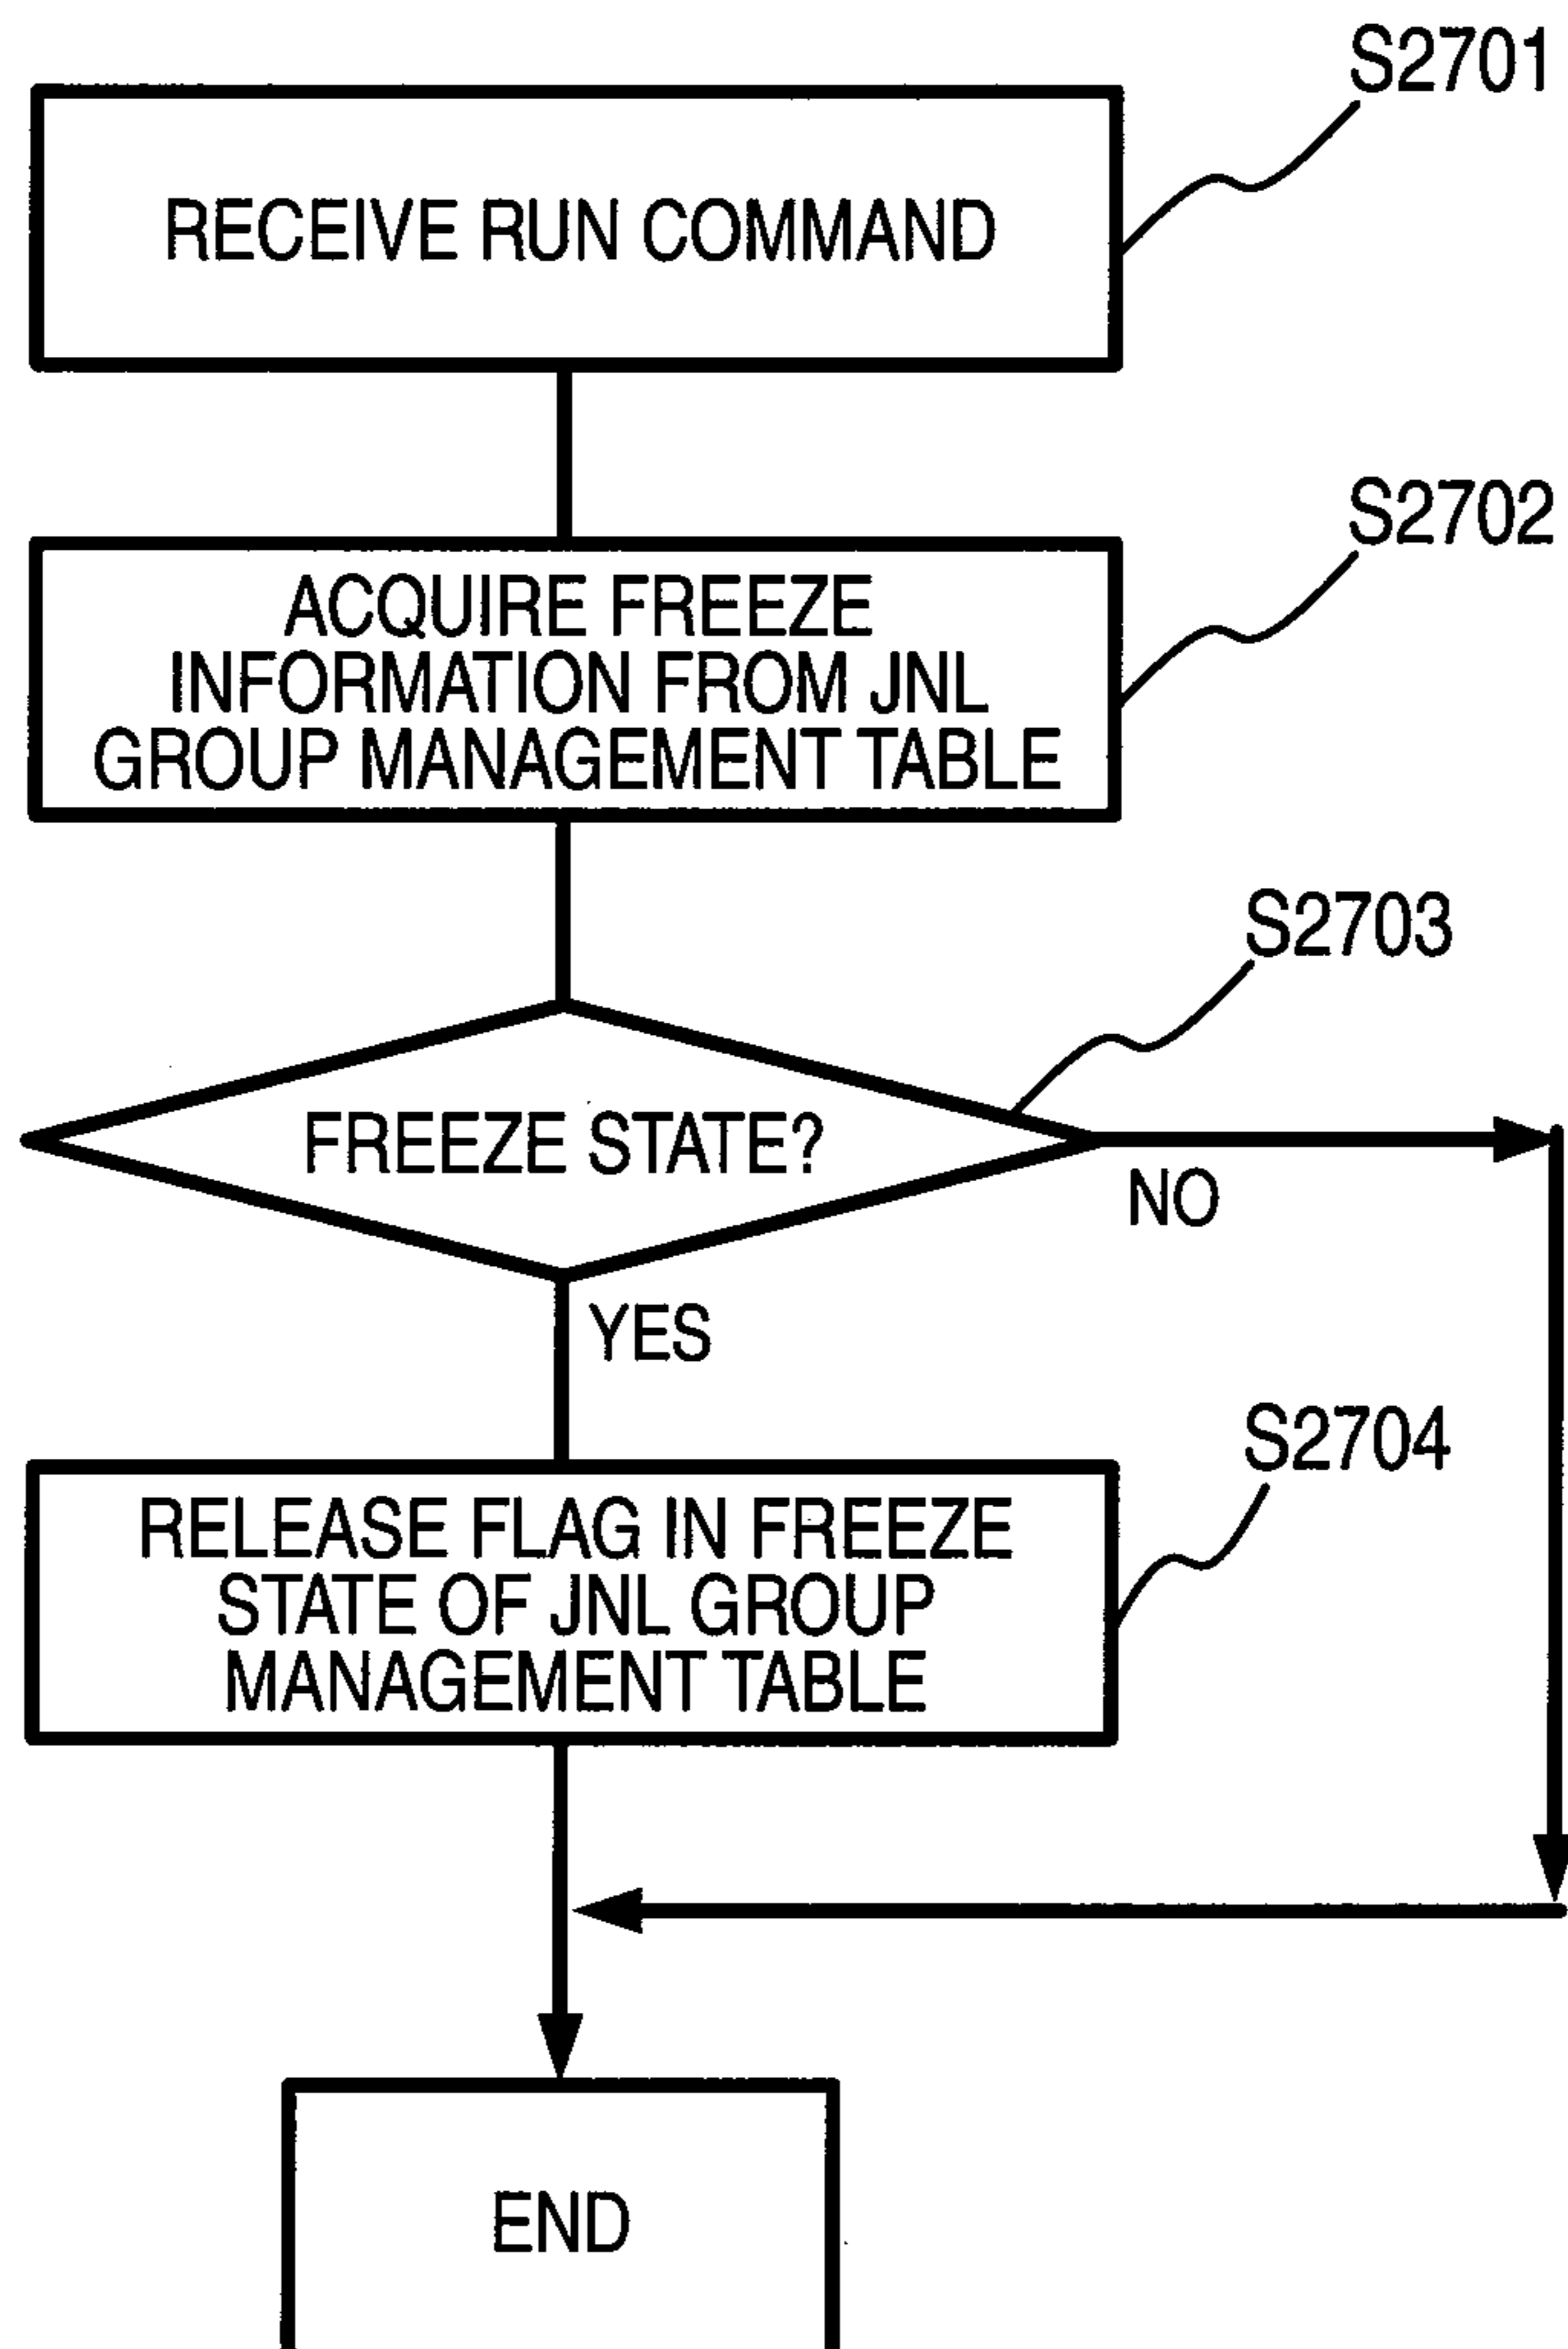 S2701
RECEIVE RUN COMMAND
S2702
ACQUIRE FREEZE
INFORMATION FROM JNL
GROUP MANAGEMENT TABLE
S2703
FREEZE STATE?
NO
YES
S2704
RELEASE FLAG IN FREEZE
STATE OF JNL GROUP
MANAGEMENT TABLE
END